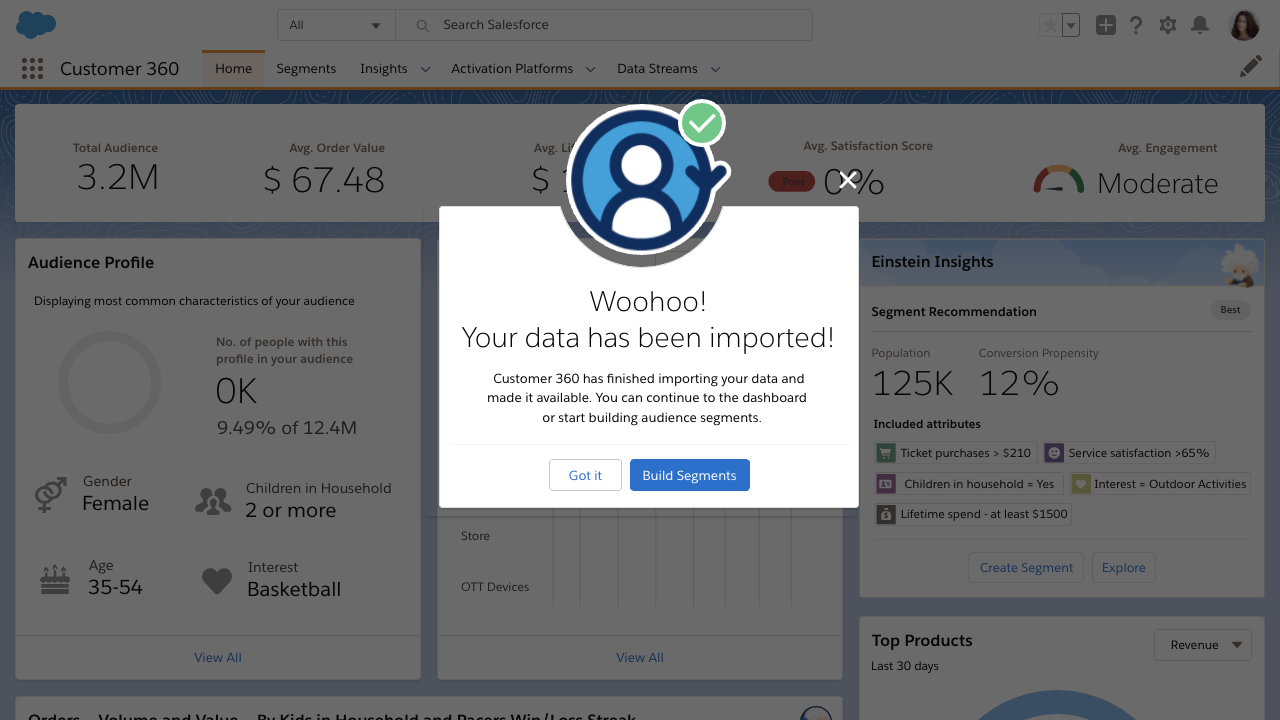 All
Search Salesforce
Customer 360
Home
Segments
Insights
Activation Platforms
Data Streams
Total Audience
3.2M
Avg. Order Value
$ 67.48
$
Avg. Satisfaction Score
Poor
0%
Avg. Engagement
Moderate
Audience Profile
Displaying most common characteristics of your audience
No. of people with this
profile in your audience
0K
9.49% of 12.4M
Gender
Female
Children in Household
2 or more
Age
35-54
Interest
Basketball
View All
Woohoo!
Your data has been imported!
Customer 360 has finished importing your data and
made it available. You can continue to the dashboard
or start building audience segments.
Got it
Build Segments
Store
OTT Devices
View All
Einstein Insights
Segment Recommendation
Best
Population
125K
Conversion Propensity
12%
Included attributes
Ticket purchases > $210
Service satisfaction >65%
Children in household = Yes
Interest = Outdoor Activities
Lifetime spend - at least $1500
Create Segment
Explore
Top Products
Revenue
Last 30 days
Orders – Volume and Value – By Kids in Household and Pacers Win/Loss Streak